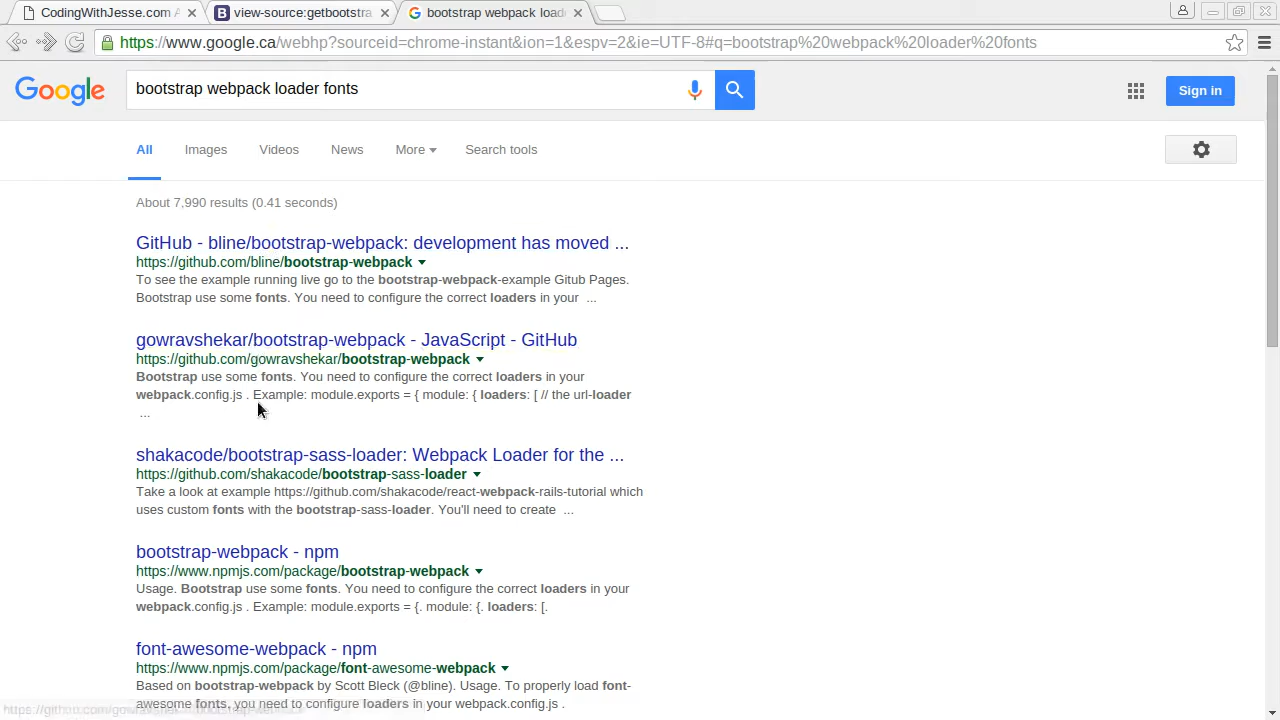 CodingWithJesse.com
view-source:getbootstra
bootstrap webpack load
https://www.google.ca/webhp?sourceid=chrome-instant&ion=1&espv=2&ie=UTF-8#q=bootstrap%20webpack%20loader%20fonts
Google
bootstrap webpack loader fonts
Sign in
All Images Videos News More Search tools
About 7,990 results (0.41 seconds)
GitHub - bline/bootstrap-webpack: development has moved ...
https://github.com/bline/bootstrap-webpack
To see the example running live go to the bootstrap-webpack-example Gitub Pages.
Bootstrap use some fonts. You need to configure the correct loaders in your ...
gowravshekar/bootstrap-webpack - JavaScript - GitHub
https://github.com/gowravshekar/bootstrap-webpack
Bootstrap use some fonts. You need to configure the correct loaders in your
webpack.config.js . Example: module.exports = { module: { loaders: [ // the url-loader
...
shakacode/bootstrap-sass-loader: Webpack Loader for the ...
https://github.com/shakacode/bootstrap-sass-loader
Take a look at example https://github.com/shakacode/react-webpack-rails-tutorial which
uses custom fonts with the bootstrap-sass-loader. You'll need to create ...
bootstrap-webpack - npm
https://www.npmjs.com/package/bootstrap-webpack
Usage. Bootstrap use some fonts. You need to configure the correct loaders in your
webpack.config.js . Example: module.exports = {. module: {. loaders: [.
font-awesome-webpack - npm
https://www.npmjs.com/package/font-awesome-webpack
Based on bootstrap-webpack by Scott Bleck (@bline). Usage. To properly load font-
awesome fonts, you need to configure loaders in your webpack.config.js .